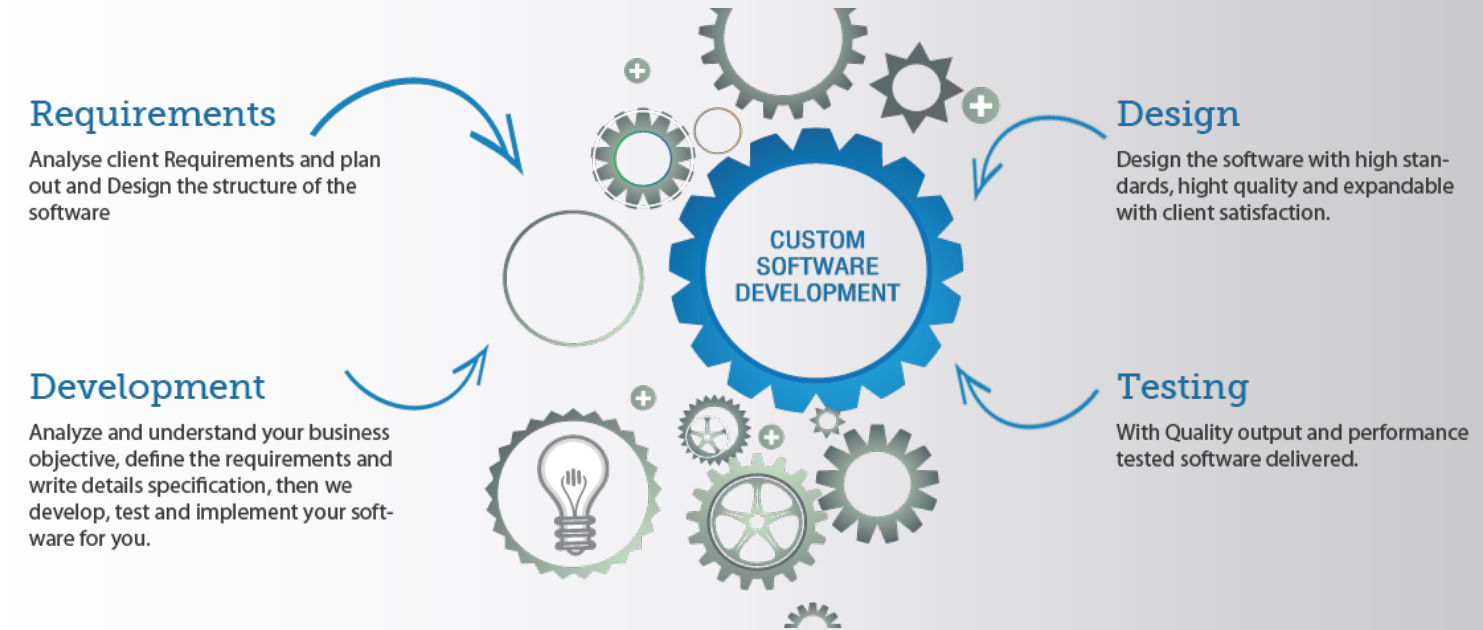 Requirements
Analyse client Requirements and plan
out and Design the structure of the
software
Development
Analyze and understand your business
objective, define the requirements and
write details specification, then we
develop, test and implement your soft-
ware for you.
CUSTOM
SOFTWARE
DEVELOPMENT
Design
Design the software with high stan-
dards, hight quality and expandable
with client satisfaction.
Testing
With Quality output and performance
tested software delivered.